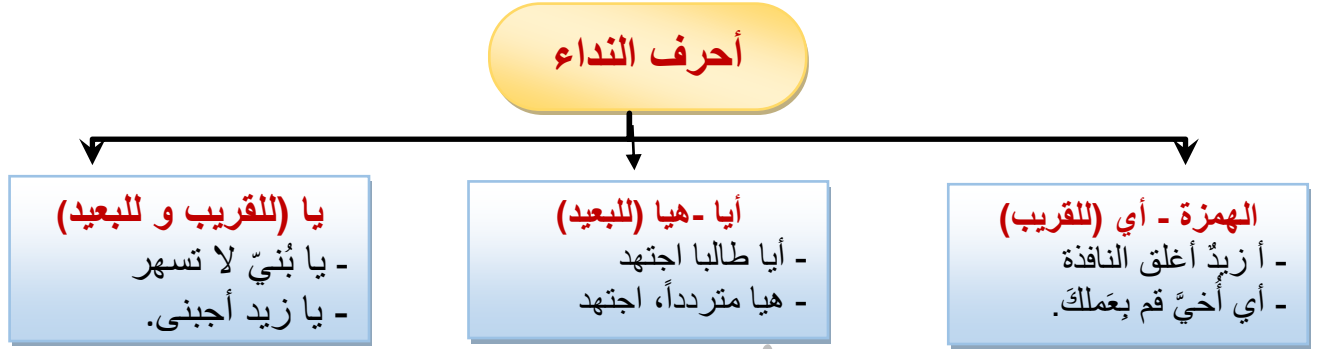 أحرف النداء
الهمزة - أي (للقريب)
- أ زيدٌ أغلق النافذة
- أي أُخيَّ قم بِعَملكَ.
أيا -هيا (للبعيد)
- أيا طالبا اجتهد
- هيا متردداً، اجتهد
يا (للقريب و للبعيد)
- يا بُنيّ لا تسهر
- يا زيد أجبنى.